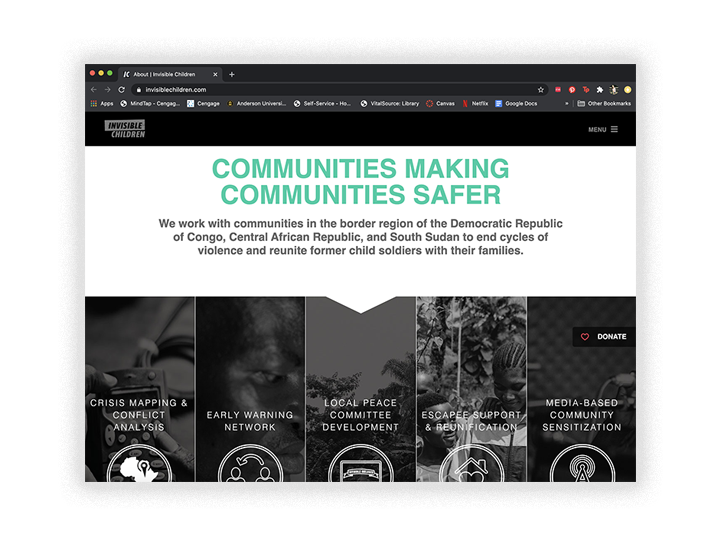 About | Invisible Children
invisiblechildren.com
Apps MindTap - Cengag... Cengage Anderson Universi... Self-Service - Ho... VitalSource: Library Canvas Netflix Google Docs » Other Bookmarks
INVISIBLE
CHILDREN
MENU
COMMUNITIES MAKING
COMMUNITIES SAFER
We work with communities in the border region of the Democratic Republic
of Congo, Central African Republic, and South Sudan to end cycles of
violence and reunite former child soldiers with their families.
DONATE
CRISIS MAPPING &
CONFLICT
ANALYSIS
EARLY WARNING
NETWORK
LOCAL PEACE
COMMITTEE
DEVELOPMENT
ESCAPEE SUPPORT
& REUNIFICATION
MEDIA-BASED
COMMUNITY
SENSITIZATION